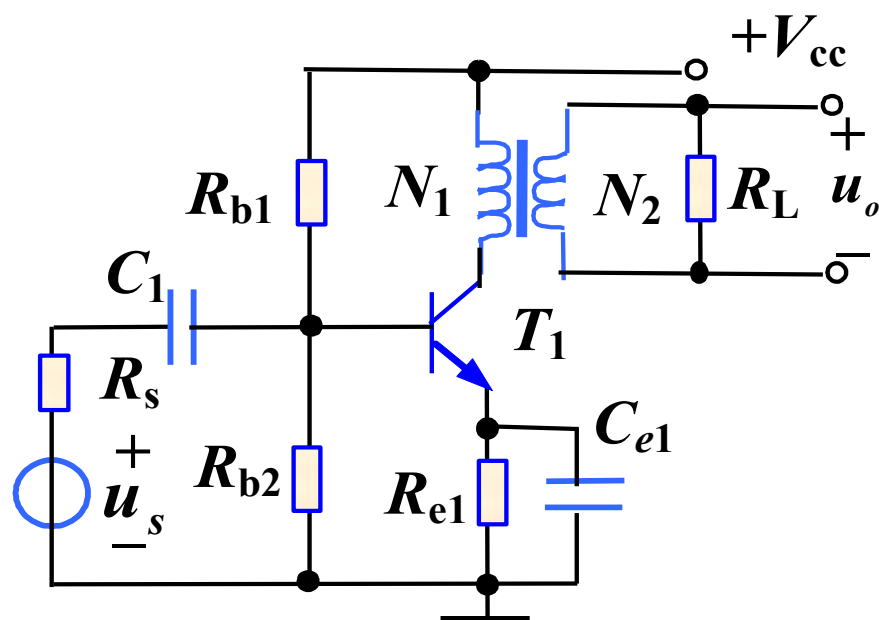 +Vcc
Rb1
N1
N2
RL
+
uo
−
C1
T1
Rs
+
us
−
Rb2
Re1
Ce1